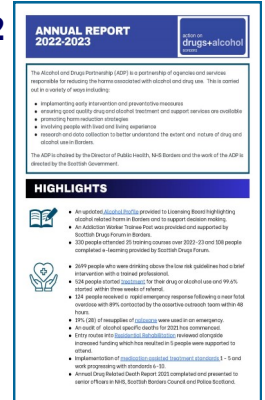 2
ANNUAL REPORT
2022-2023
action on
drugs+alcohol
borders
The Alcohol and Drugs Partnership (ADP) is a partnership of agencies and services
responsible for reducing the harms associated with alcohol and drug use. This is carried
out in a variety of ways including:
● implementing early intervention and preventative measures
● ensuring good quality drug and alcohol treatment and support services are available
● promoting harm reduction strategies
● involving people with lived and living experience
● research and data collection to better understand the extent and nature of drug and
alcohol use in Borders.
The ADP is chaired by the Director of Public Health, NHS Borders and the work of the ADP is
directed by the Scottish Government.
HIGHLIGHTS
● An updated Alcohol Profile provided to Licensing Board highlighting
alcohol related harm in Borders and to support decision making.
● An Addiction Worker Trainee Post was provided and supported by
Scottish Drugs Forum in Borders.
● 330 people attended 25 training courses over 2022-23 and 108 people
completed e-learning provided by Scottish Drugs Forum.
● 2699 people who were drinking above the low risk guidelines had a brief
intervention with a trained professional.
● 524 people started treatment for their drug or alcohol use and 99.6%
started within three weeks of referral.
● 124 people received a rapid emergency response following a near fatal
overdose with 89% contacted by the assertive outreach team within 48
hours.
● 19% (28) of resupplies of naloxone were used in an emergency.
● An audit of alcohol specific deaths for 2021 has commenced.
● Entry routes into Residential Rehabilitation reviewed alongside
increased funding which has resulted in 5 people were supported to
attend.
● Implementation of medication assisted treatment standards 1 - 5 and
work progressing with standards 6-10.
● Annual Drug Related Death Report 2021 completed and presented to
senior officers in NHS, Scottish Borders Council and Police Scotland.